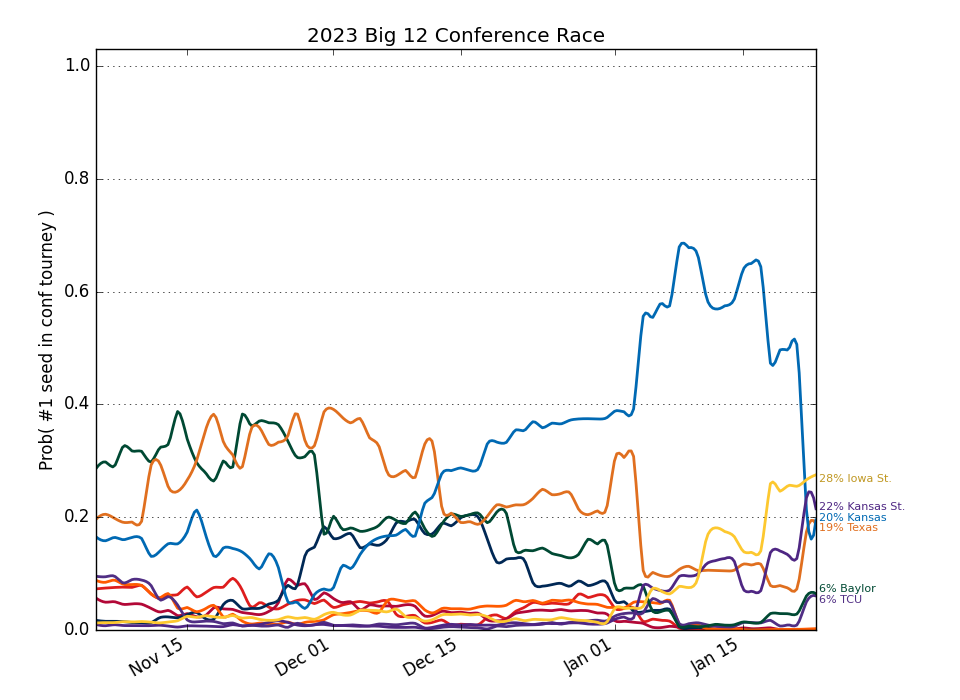 2023 Big 12 Conference Race
Prob( #1 seed in conf tourney )
1.0
0.8
0.6
0.4
0.2
0.0
Nov 15
Dec 01
Dec 15
Jan 01
Jan 15
28% Iowa St.
22% Kansas St.
20% Kansas
19% Texas
6% Baylor
6% TCU